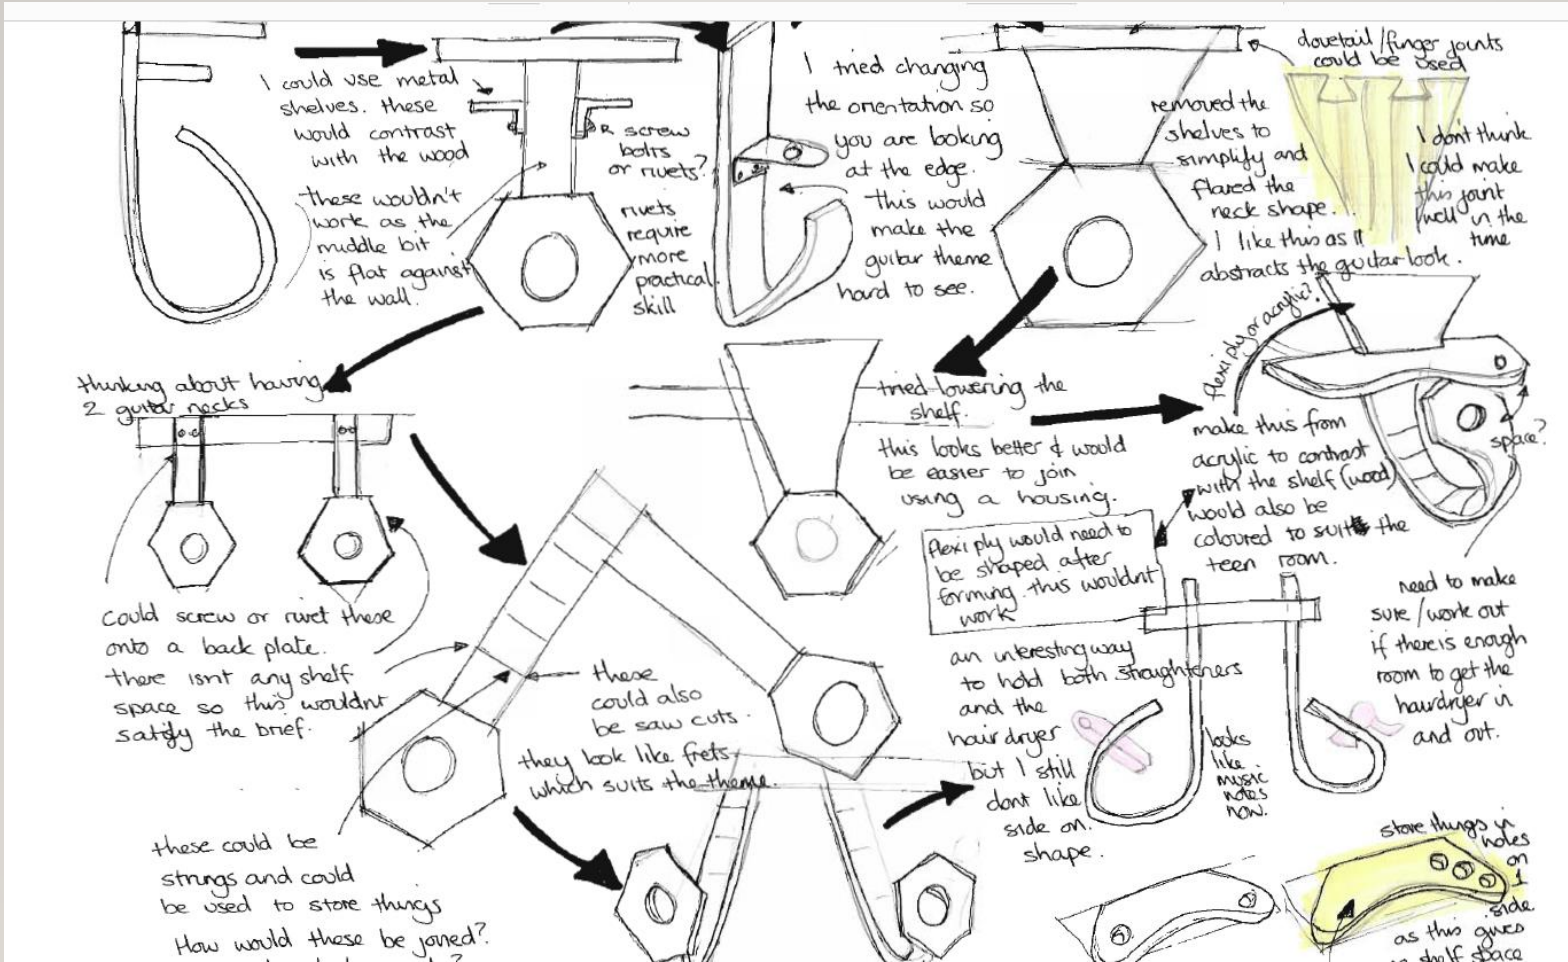 I could use metal
shelves. these
would contrast
with the wood
these wouldn't
work as the
middle bit
is flat against
the wall.
screw
bolts
or rivets?
rivets
require
more
practical
skill
I tried changing
the orientation so
you are looking
at the edge.
This would
make the
guitar theme
hard to see.
removed the
shelves to
simplify and
flared the
neck shape.
I like this as it
abstracts the guitar look.
dovetail/finger joints
could be used
I don't think
I could make
this joint
well in the
time
thinking about having
2 guitar necks
Could screw or rivet these
onto a back plate.
there isnt any shelf
space so this wouldnt
satisfy the brief.
tried lowering the
shelf.
this looks better & would
be easier to join
using a housing.
flexi ply or acrylic?
make this from
acrylic to contrast
with the shelf (wood)
would also be
coloured to suit the
teen room.
space?
flexi ply would need to
be shaped after
forming. this wouldnt
work
need to make
sure/work out
if there is enough
room to get the
hairdryer in
and out.
these
could also
be saw cuts.
they look like frets
which suits the theme.
an interesting way
to hold both straighteners
and the
hair dryer
but I still
dont like
side on
shape.
looks
like
music
notes
now.
these could be
strings and could
be used to store things
How would these be joined?
store things in
holes
on
1
side
as this gives
shelf space